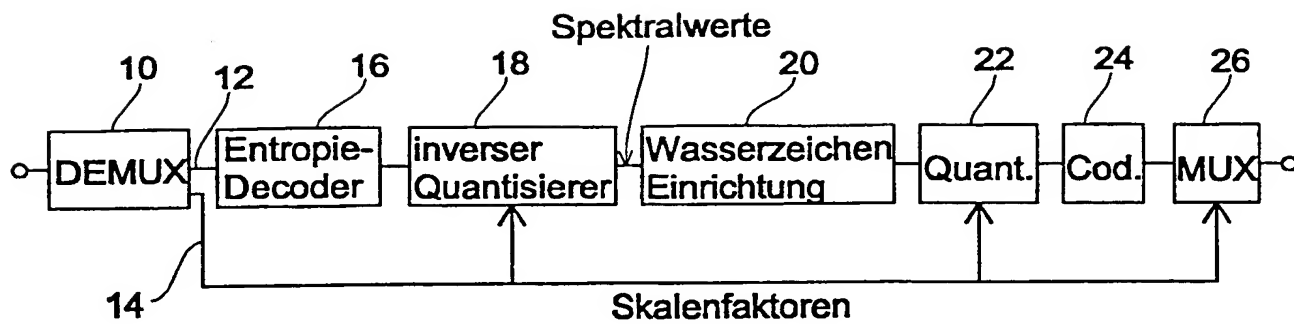 Spektralwerte
10
12
16
18
20
22
24
26
DEMUX
Entropie-
Decoder
inverser
Quantisierer
Wasserzeichen
Einrichtung
Quant.
Cod.
MUX
14
Skalenfaktoren